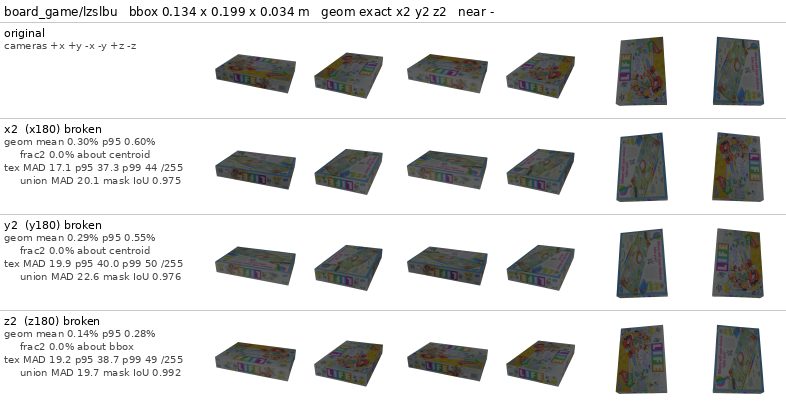 board_game/lzslbu   bbox 0.134 x 0.199 x 0.034 m   geom exact x2 y2 z2   near -
original
cameras +x +y -x -y +z -z
x2  (x180) broken
geom mean 0.30% p95 0.60%
frac2 0.0% about centroid
tex MAD 17.1 p95 37.3 p99 44 /255
union MAD 20.1 mask IoU 0.975
y2  (y180) broken
geom mean 0.29% p95 0.55%
frac2 0.0% about centroid
tex MAD 19.9 p95 40.0 p99 50 /255
union MAD 22.6 mask IoU 0.976
z2  (z180) broken
geom mean 0.14% p95 0.28%
frac2 0.0% about bbox
tex MAD 19.2 p95 38.7 p99 49 /255
union MAD 19.7 mask IoU 0.992
LIFE